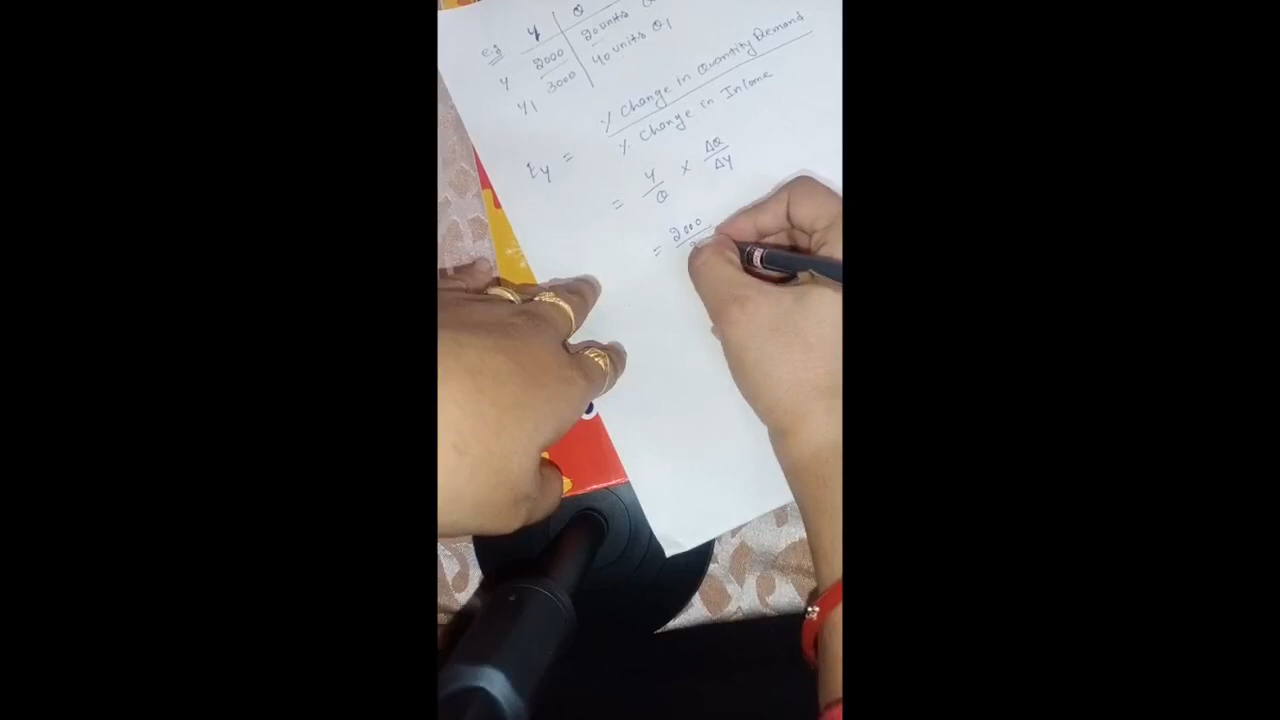 e.g Y Q
Y 2000 20 units
Y1 3000 40 units Q1
Ey = % Change in Quantity Demand
% Change in Income
= Y/Q × ΔQ/ΔY
= 2000